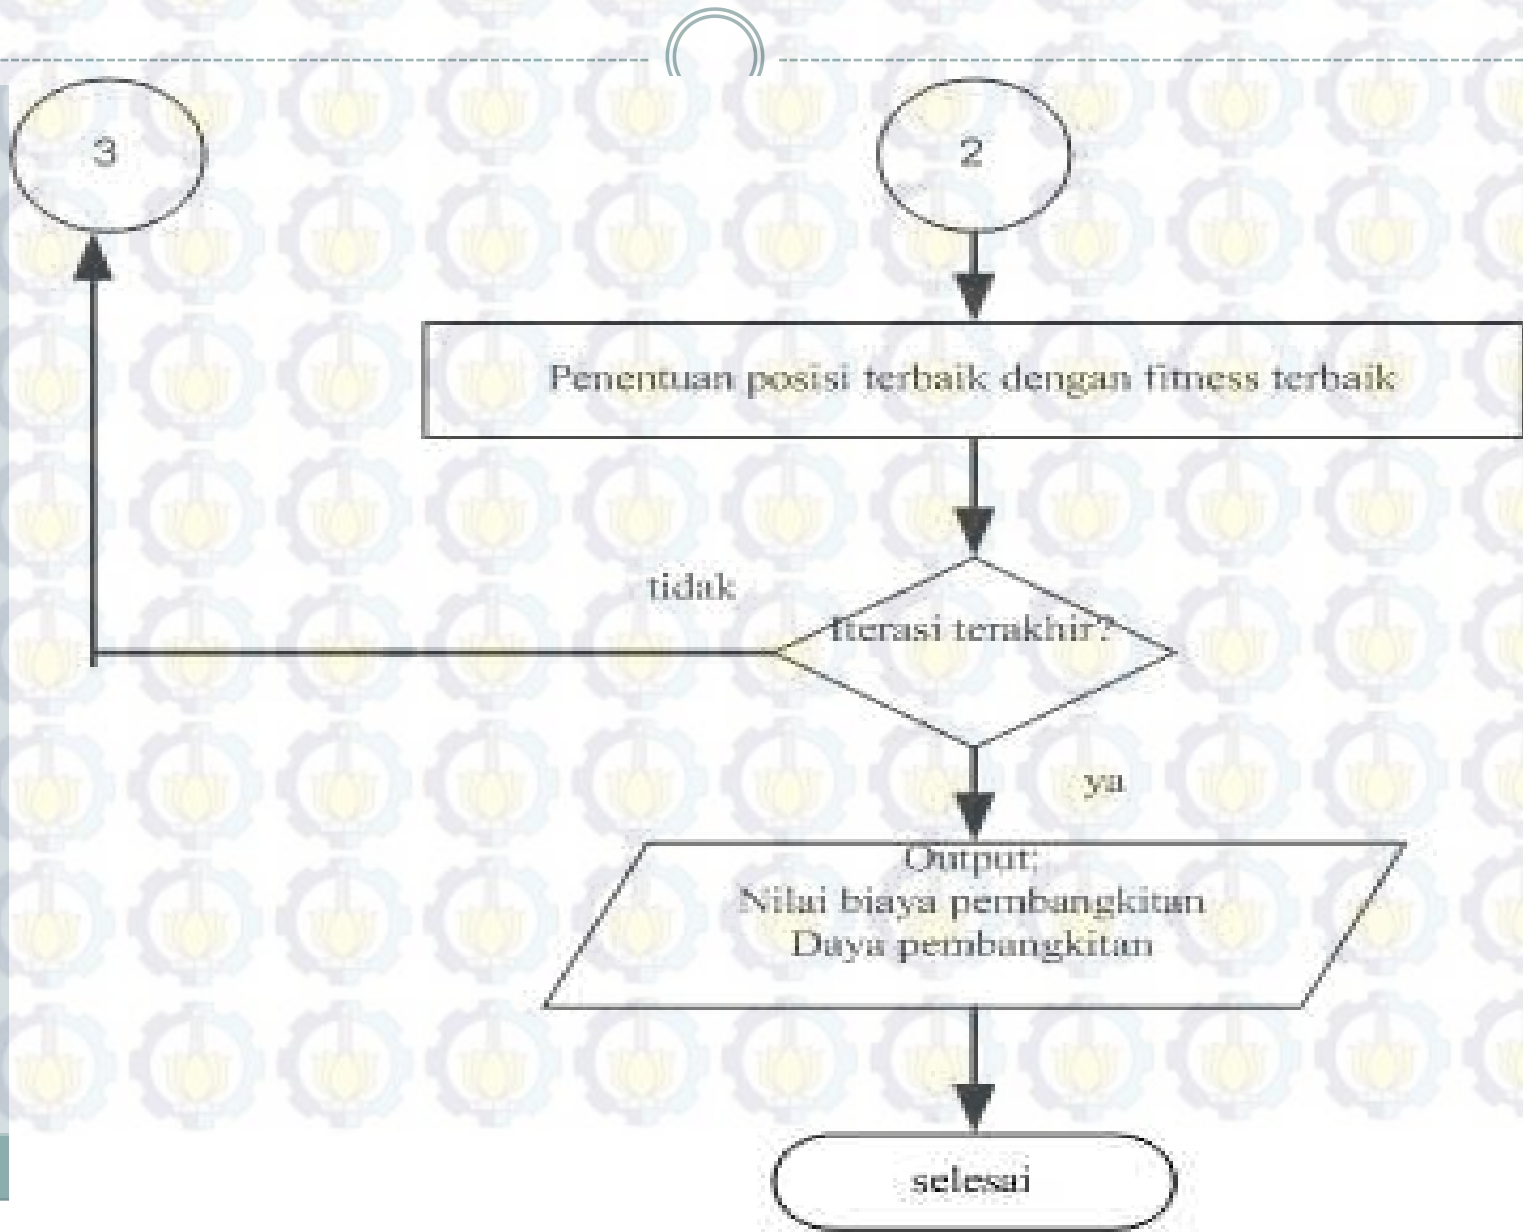 3
2
Penentuan posisi terbaik dengan fitness terbaik
tidak
Iterasi terakhir?
ya
Output:
Nilai biaya pembangkitan
Daya pembangkitan
selesai